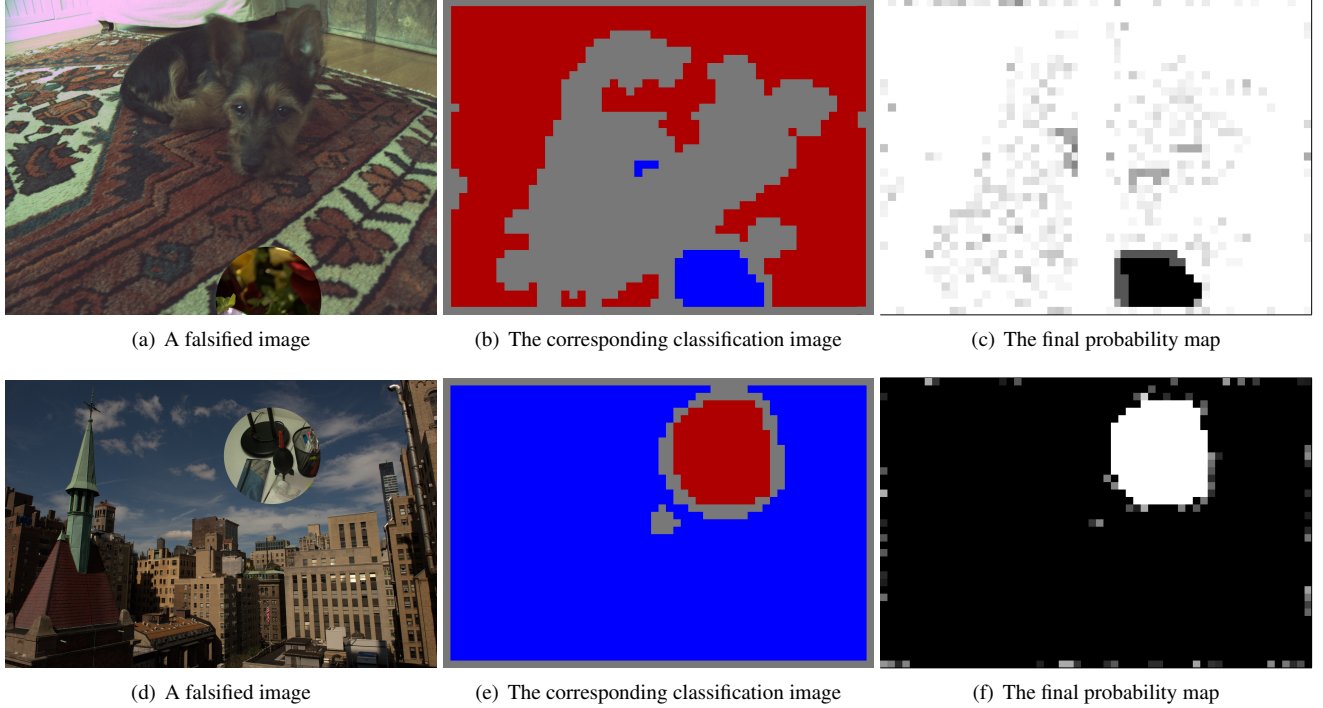 (a) A falsified image
(b) The corresponding classification image
(c) The final probability map
(d) A falsified image
(e) The corresponding classification image
(f) The final probability map